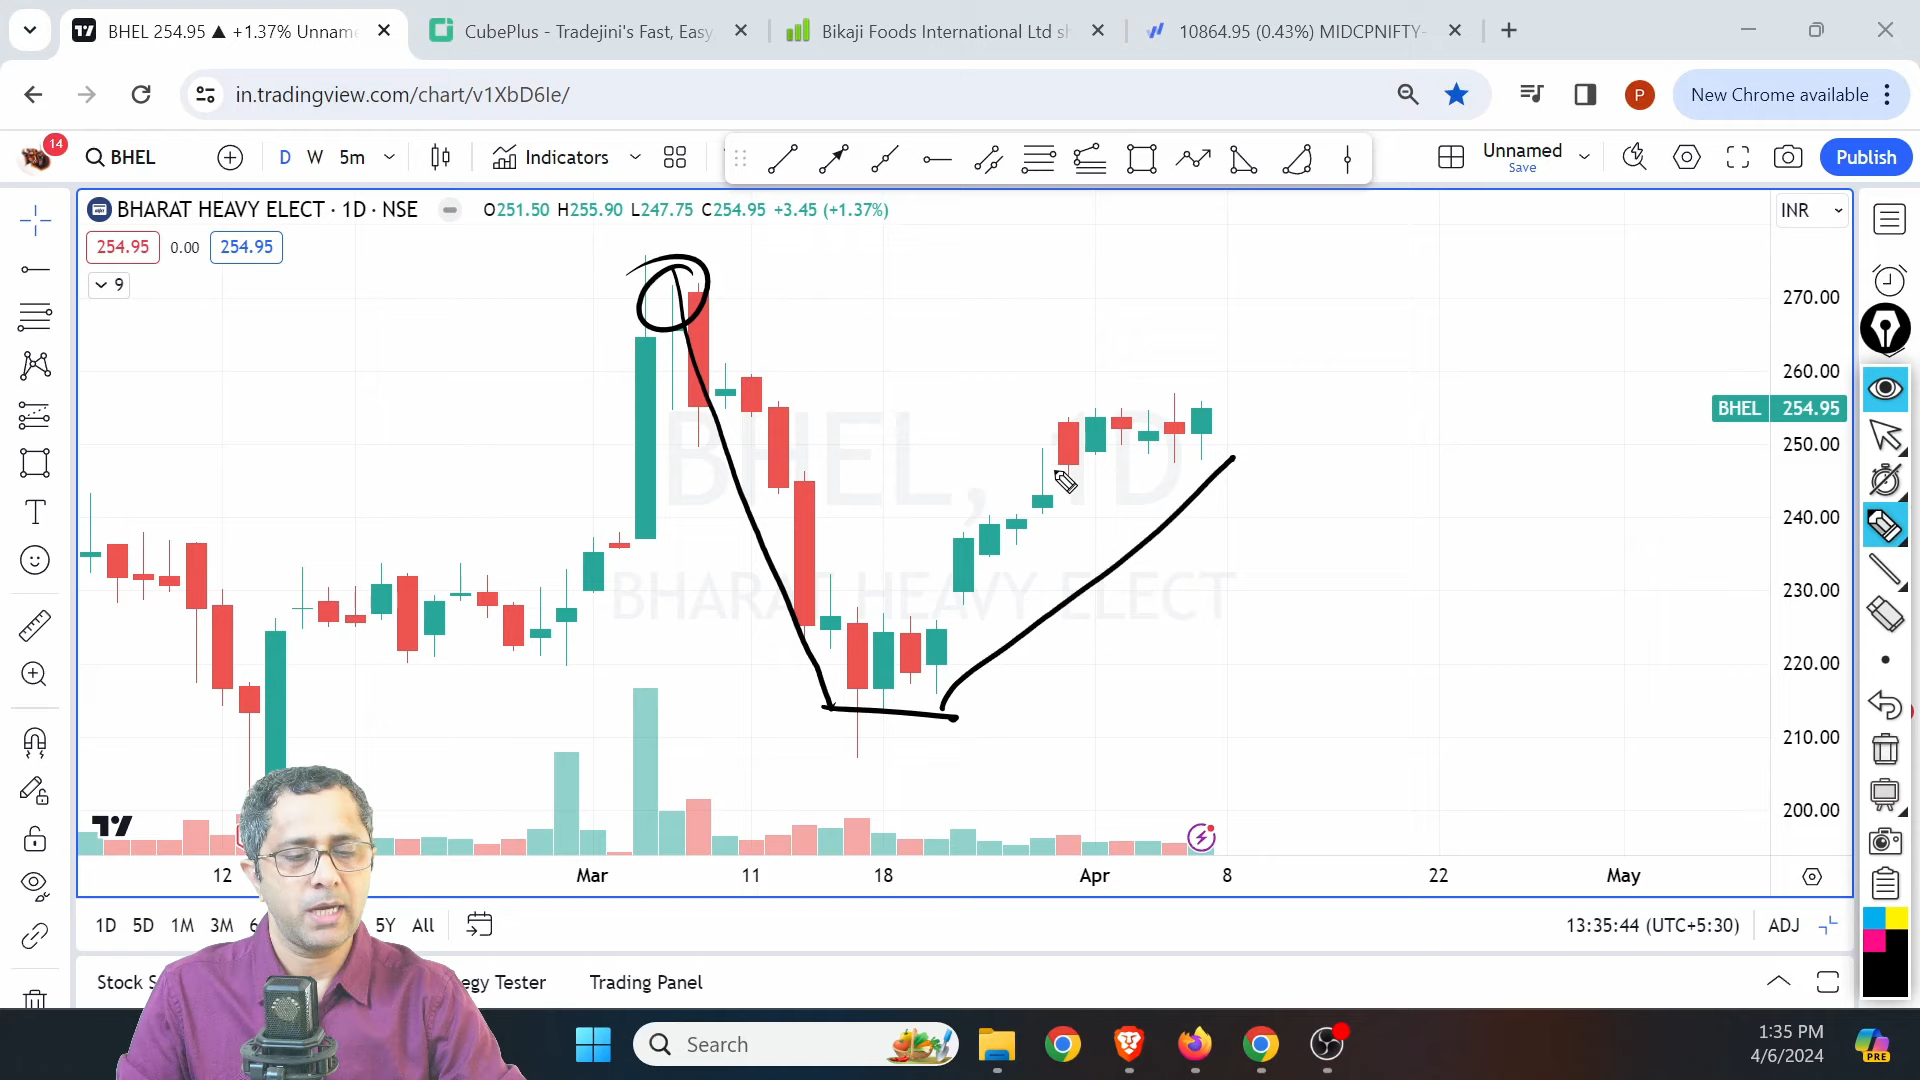 BHEL 254.95 ▲ +1.37% Unname
CubePlus - Tradejini's Fast, Easy,
Bikaji Foods International Ltd sh
10864.95 (0.43%) MIDCPNIFTY-
in.tradingview.com/chart/v1XbD6Ie/
P
New Chrome available
14
BHEL
D W 5m
Indicators
Unnamed
Save
Publish
BHARAT HEAVY ELECT · 1D · NSE
O251.50 H255.90 L247.75 C254.95 +3.45 (+1.37%)
INR
254.95 0.00 254.95
9
270.00
260.00
BHEL 254.95
250.00
240.00
230.00
220.00
210.00
200.00
BHEL, 1D
BHARAT HEAVY ELECT
12 Mar 11 18 Apr 8 22 May
1D 5D 1M 3M 5Y All
13:35:44 (UTC+5:30) ADJ
Stock S
egy Tester
Trading Panel
Search
1:35 PM
4/6/2024
PRE